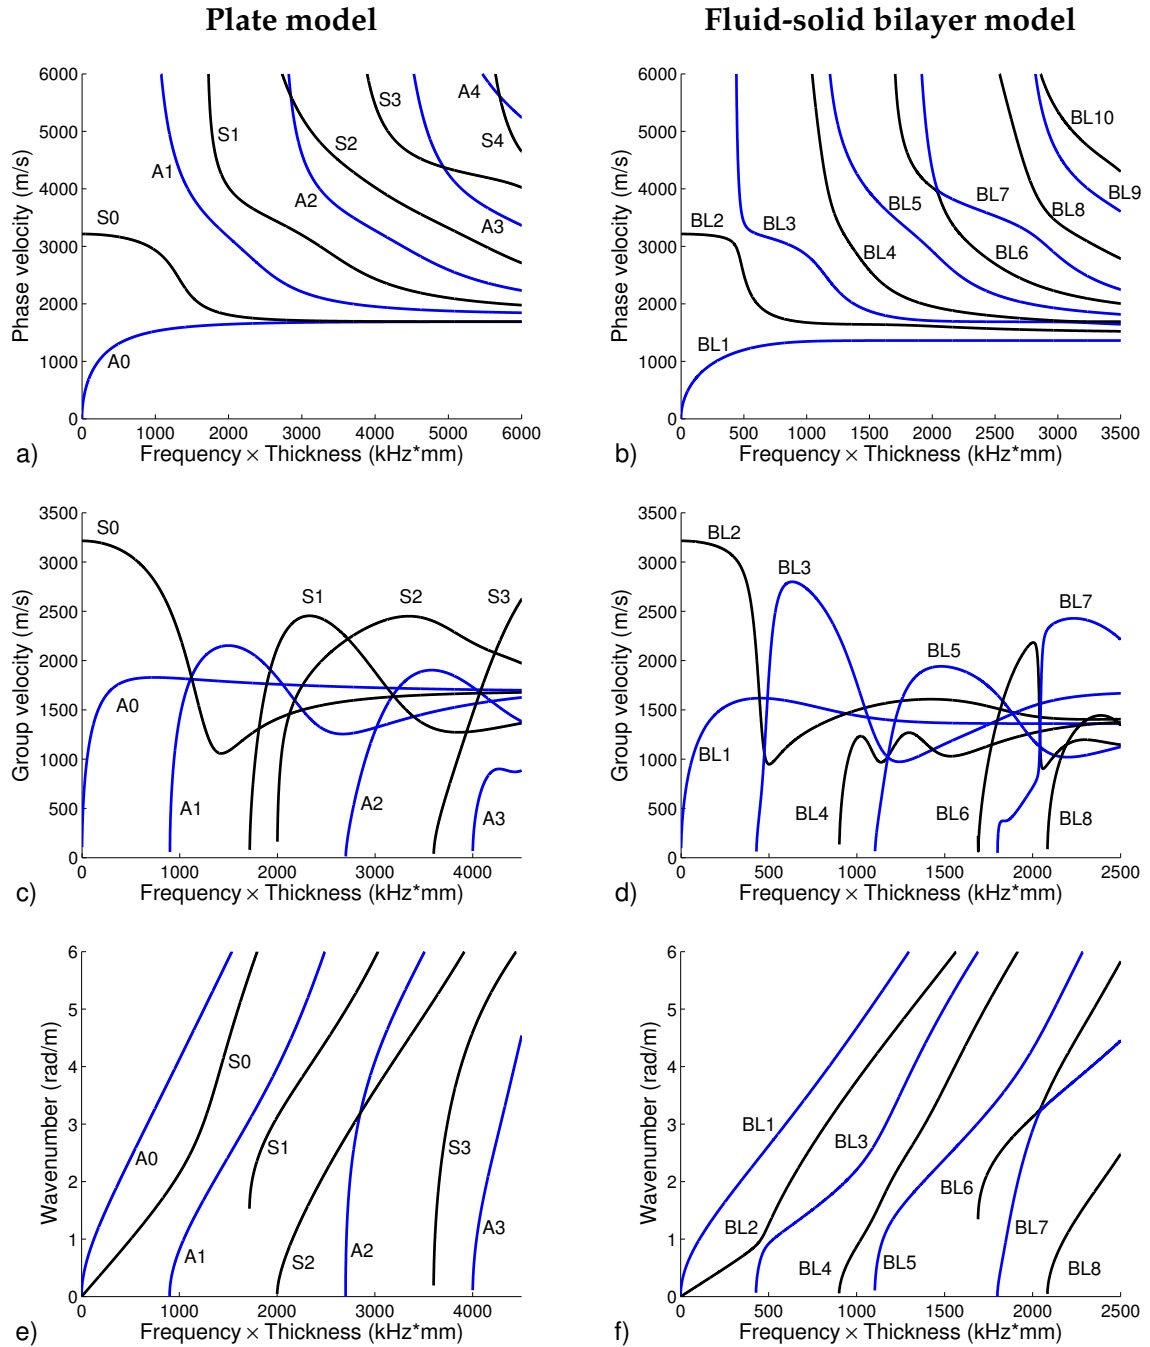 Plate model
Fluid-solid bilayer model
6000
5000
4000
3000
2000
1000
0
Phase velocity (m/s)
S0
A0
A1
S1
A2
S2
S3
A3
A4
S4
0 1000 2000 3000 4000 5000 6000
Frequency × Thickness (kHz*mm)
a)
6000
5000
4000
3000
2000
1000
0
Phase velocity (m/s)
BL1
BL2
BL3
BL4
BL5
BL6
BL7
BL8
BL9
BL10
0 500 1000 1500 2000 2500 3000 3500
Frequency × Thickness (kHz*mm)
b)
3500
3000
2500
2000
1500
1000
500
0
Group velocity (m/s)
S0
A0
A1
S1
S2
A2
S3
A3
0 1000 2000 3000 4000
Frequency × Thickness (kHz*mm)
c)
3500
3000
2500
2000
1500
1000
500
0
Group velocity (m/s)
BL2
BL3
BL1
BL4
BL5
BL6
BL7
BL8
0 500 1000 1500 2000 2500
Frequency × Thickness (kHz*mm)
d)
6
5
4
3
2
1
0
Wavenumber (rad/m)
A0
S0
A1
S1
S2
A2
S3
A3
0 1000 2000 3000 4000
Frequency × Thickness (kHz*mm)
e)
6
5
4
3
2
1
0
Wavenumber (rad/m)
BL1
BL2
BL3
BL4
BL5
BL6
BL7
BL8
0 500 1000 1500 2000 2500
Frequency × Thickness (kHz*mm)
f)